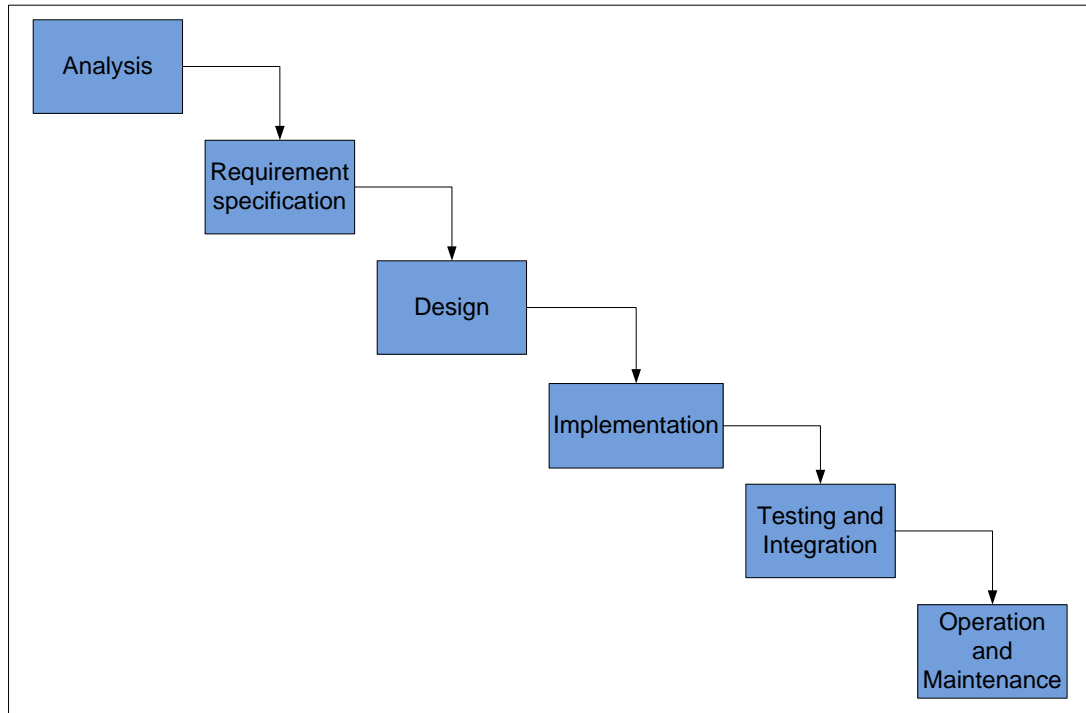 Analysis
Requirement
specification
Design
Implementation
Testing and
Integration
Operation
and
Maintenance